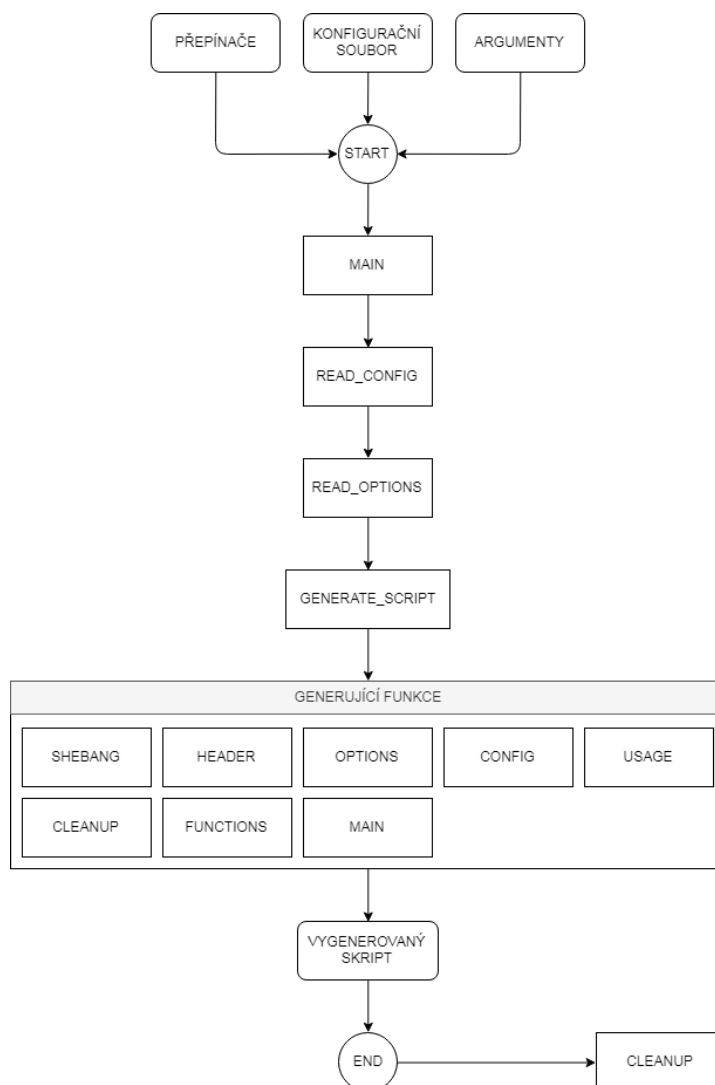 PŘEPÍNAČE
KONFIGURAČNÍ
SOUBOR
ARGUMENTY
START
MAIN
READ_CONFIG
READ_OPTIONS
GENERATE_SCRIPT
GENERUJÍCÍ FUNKCE
SHEBANG
HEADER
OPTIONS
CONFIG
USAGE
CLEANUP
FUNCTIONS
MAIN
VYGENEROVANÝ
SKRIPT
END
CLEANUP